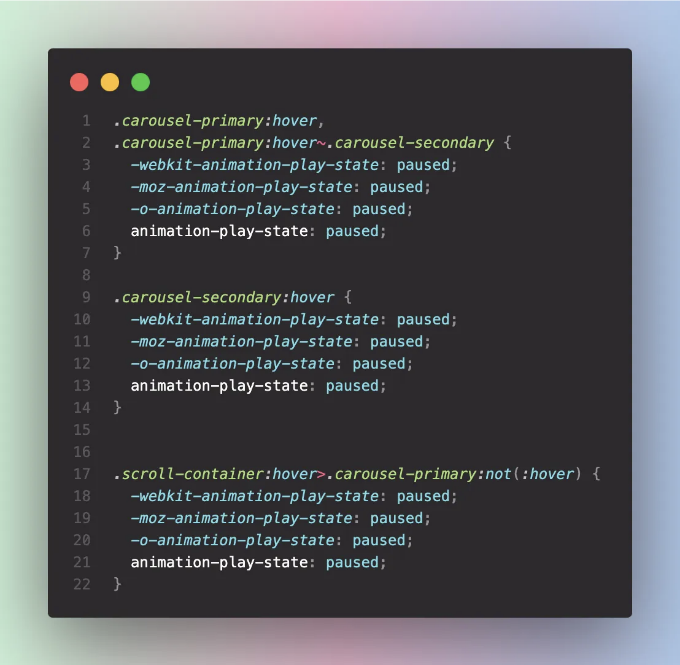 1 .carousel-primary:hover,
2 .carousel-primary:hover~.carousel-secondary {
3   -webkit-animation-play-state: paused;
4   -moz-animation-play-state: paused;
5   -o-animation-play-state: paused;
6   animation-play-state: paused;
7 }
8
9 .carousel-secondary:hover {
10   -webkit-animation-play-state: paused;
11   -moz-animation-play-state: paused;
12   -o-animation-play-state: paused;
13   animation-play-state: paused;
14 }
15
16
17 .scroll-container:hover>.carousel-primary:not(:hover) {
18   -webkit-animation-play-state: paused;
19   -moz-animation-play-state: paused;
20   -o-animation-play-state: paused;
21   animation-play-state: paused;
22 }